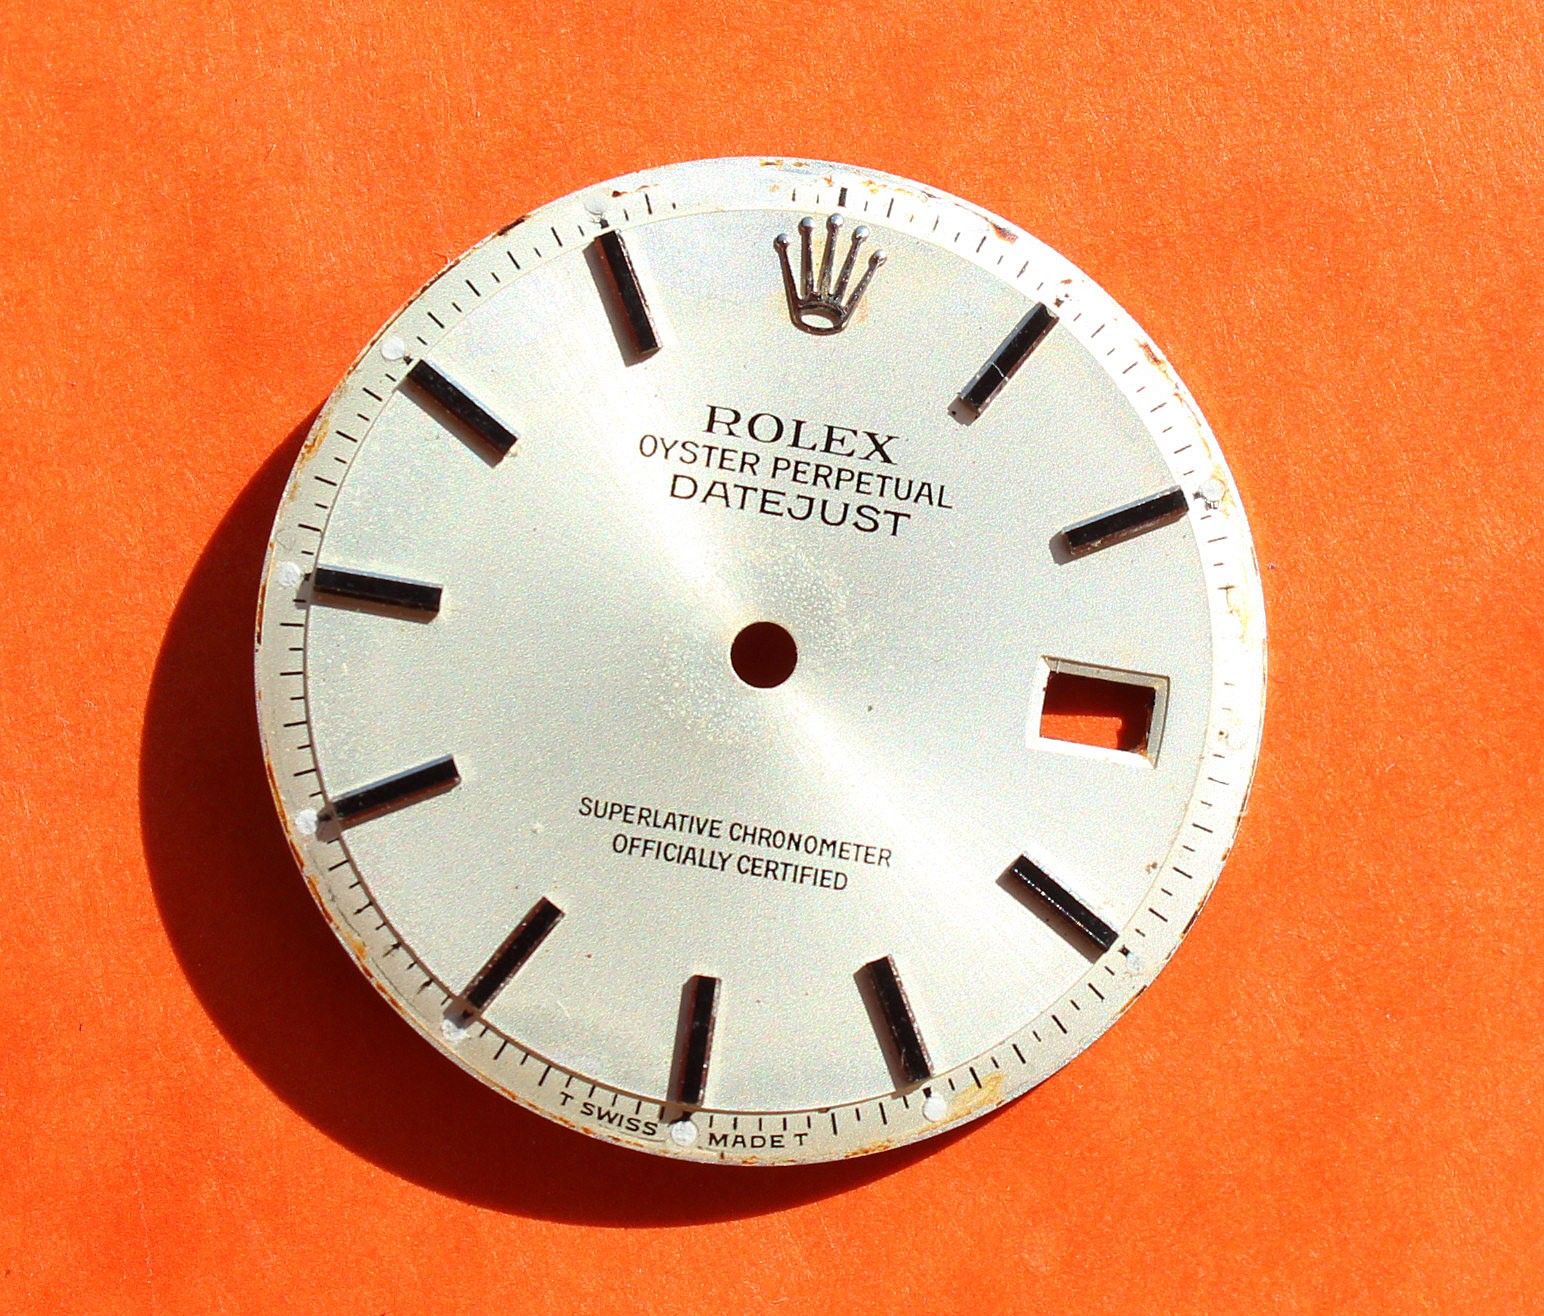 ROLEX
OYSTER PERPETUAL
DATEJUST
SUPERLATIVE CHRONOMETER
OFFICIALLY CERTIFIED
T SWISS MADE T